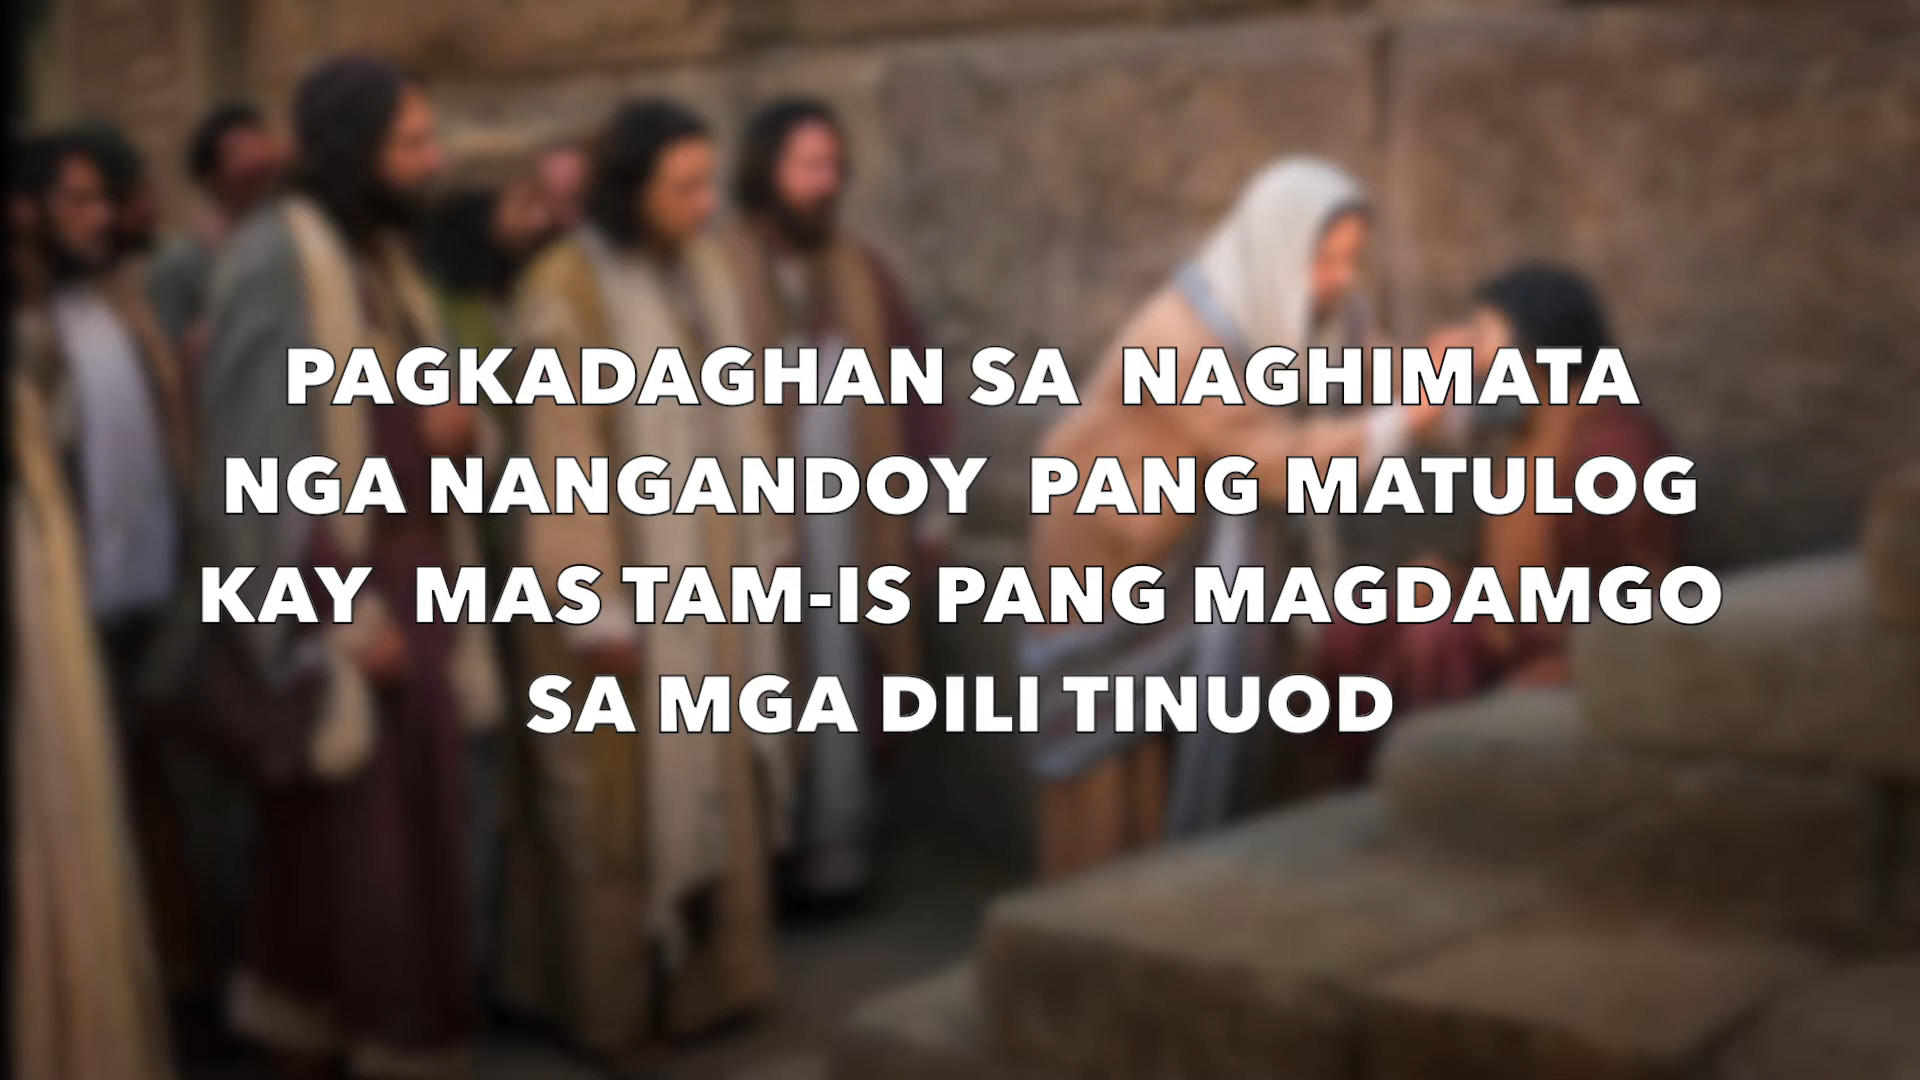 PAGKADAGHAN SA NAGHIMATA
NGA NANGANDOY PANG MATULOG
KAY MAS TAM-IS PANG MAGDAMGO
SA MGA DILI TINUOD